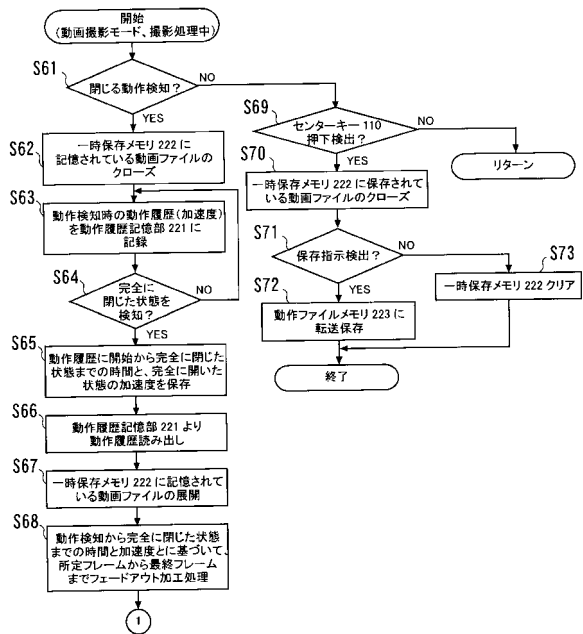 開始
(動画撮影モード、撮影処理中)
S61
閉じる動作検知?
NO
YES
S62
一時保存メモリ 222 に
記憶されている動画ファイルの
クローズ
S63
動作検知時の動作履歴(加速度)
を動作履歴記憶部 221 に
記録
S64
完全に
閉じた状態を
検知?
NO
YES
S65
動作履歴に開始から完全に閉じた
状態までの時間と、完全に開いた
状態の加速度を保存
S66
動作履歴記憶部 221 より
動作履歴読み出し
S67
一時保存メモリ 222 に記憶されて
いる動画ファイルの展開
S68
動作検知から完全に閉じた状態
までの時間と加速度とに基づいて、
所定フレームから最終フレーム
までフェードアウト加工処理
1
S69
センターキー 110
押下検出?
NO
YES
リターン
S70
一時保存メモリ 222 に保存されて
いる動画ファイルのクローズ
S71
保存指示検出?
NO
YES
S72
動作ファイルメモリ 223 に
転送保存
S73
一時保存メモリ 222 クリア
終了